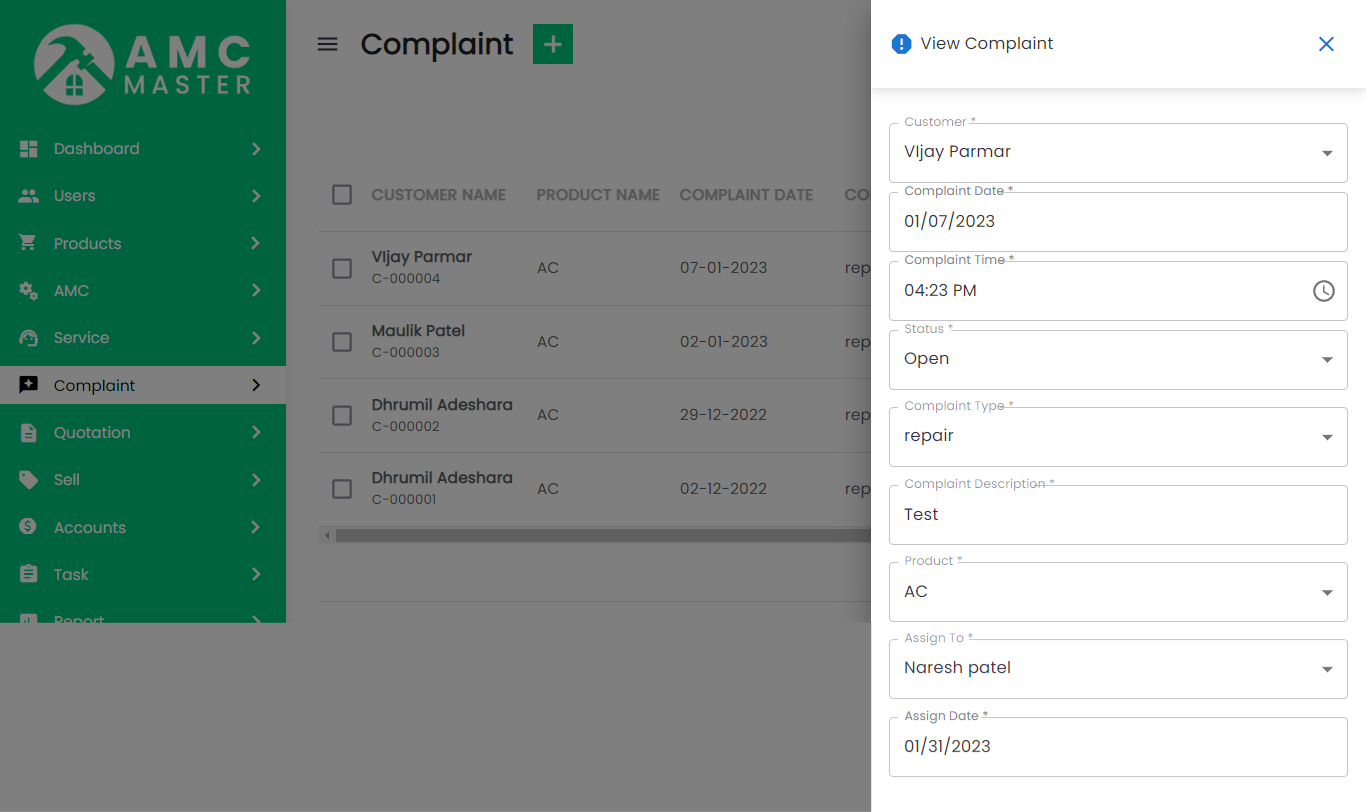 AMC
MASTER
Dashboard
Users
Products
AMC
Service
Complaint
Quotation
Sell
Accounts
Task
Report
Complaint
CUSTOMER NAME PRODUCT NAME COMPLAINT DATE CO
VIjay Parmar
C-000004
AC 07-01-2023 rep
Maulik Patel
C-000003
AC 02-01-2023 rep
Dhrumil Adeshara
C-000002
AC 29-12-2022 rep
Dhrumil Adeshara
C-000001
AC 02-12-2022 rep
View Complaint
Customer *
VIjay Parmar
Complaint Date *
01/07/2023
Complaint Time *
04:23 PM
Status *
Open
Complaint Type *
repair
Complaint Description *
Test
Product *
AC
Assign To *
Naresh patel
Assign Date *
01/31/2023